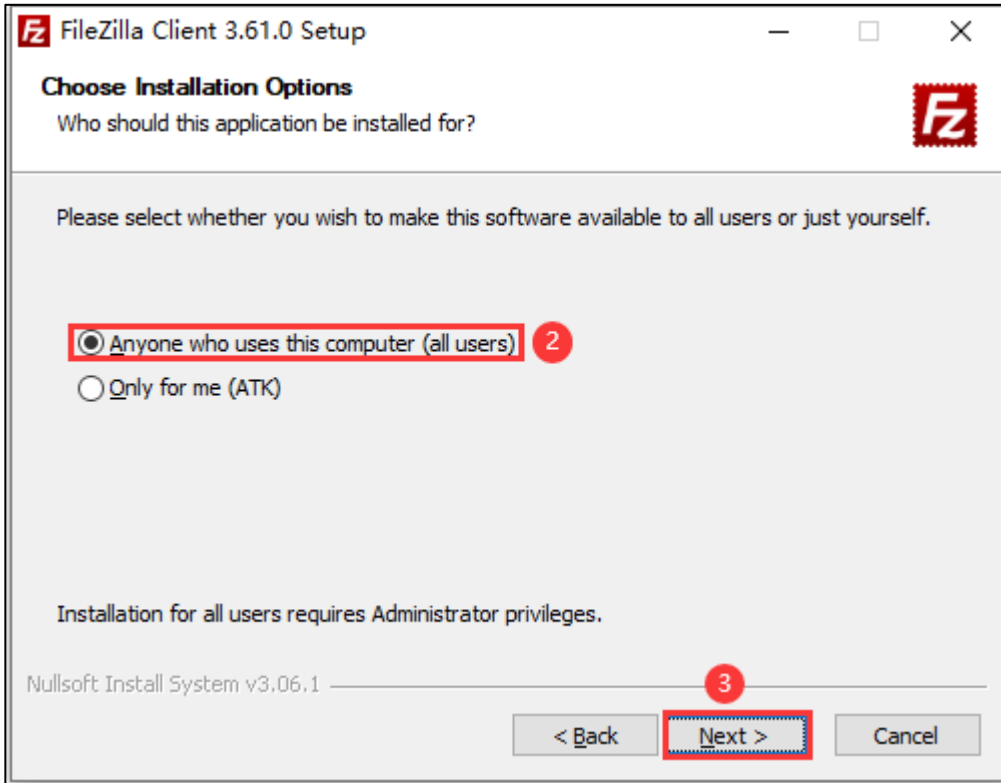 FileZilla Client 3.61.0 Setup
Choose Installation Options
Who should this application be installed for?
Fz
Please select whether you wish to make this software available to all users or just yourself.
Anyone who uses this computer (all users) 2
Only for me (ATK)
Installation for all users requires Administrator privileges.
Nullsoft Install System v3.06.1
3
< Back Next > Cancel